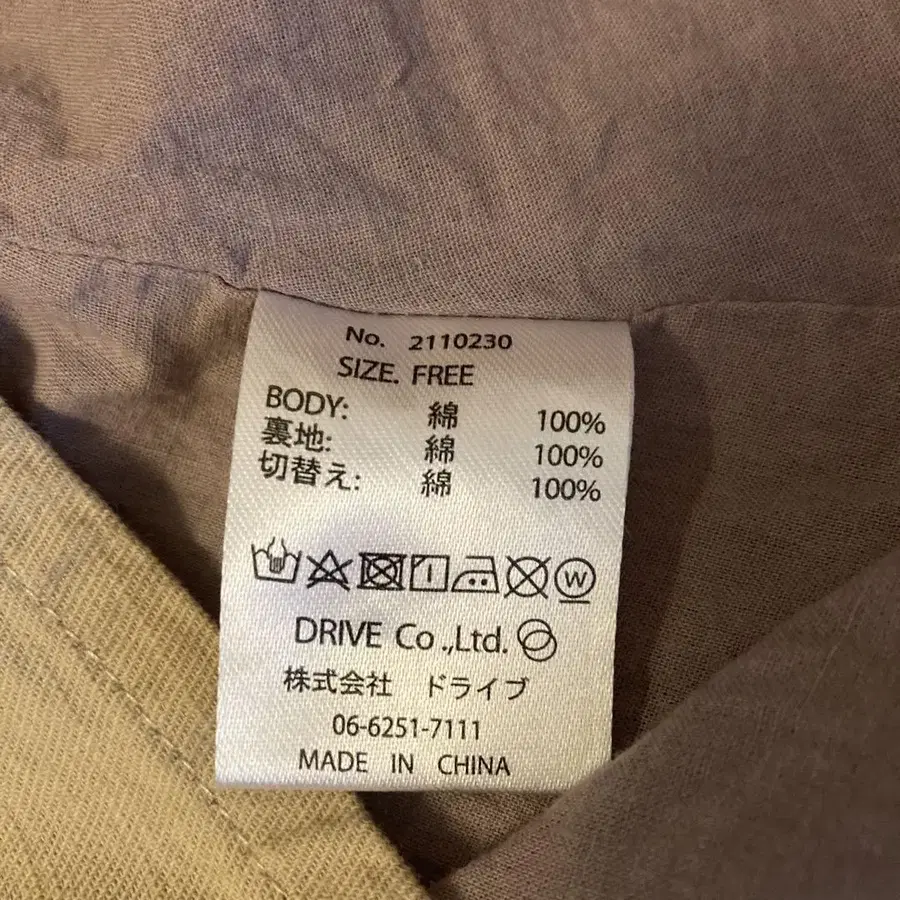 No. 2110230
SIZE. FREE
BODY: 綿 100%
裏地: 綿 100%
切替え: 綿 100%
W
DRIVE Co .,Ltd.
株式会社 ドライブ
06-6251-7111
MADE IN CHINA